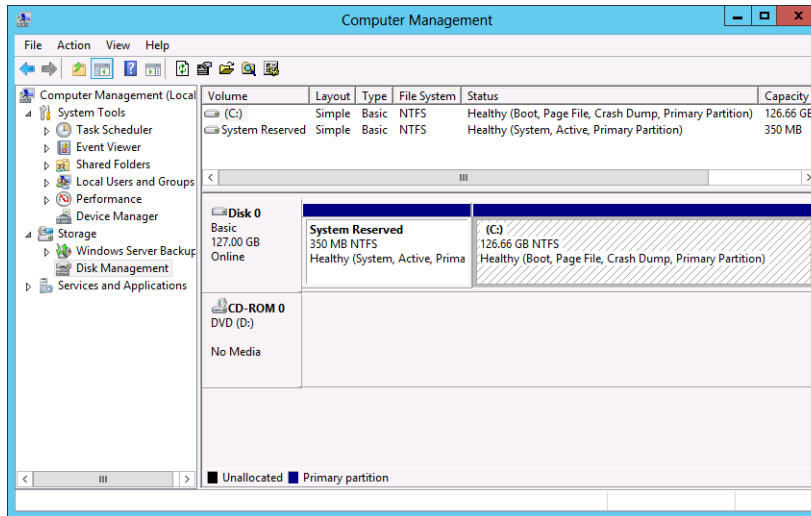 Computer Management
File Action View Help
Computer Management (Local
System Tools
Task Scheduler
Event Viewer
Shared Folders
Local Users and Groups
Performance
Device Manager
Storage
Windows Server Backup
Disk Management
Services and Applications
Volume Layout Type File System Status Capacity
(C:) Simple Basic NTFS Healthy (Boot, Page File, Crash Dump, Primary Partition) 126.66 GB
System Reserved Simple Basic NTFS Healthy (System, Active, Primary Partition) 350 MB
Disk 0
Basic
127.00 GB
Online
System Reserved
350 MB NTFS
Healthy (System, Active, Prima
(C:)
126.66 GB NTFS
Healthy (Boot, Page File, Crash Dump, Primary Partition)
CD-ROM 0
DVD (D:)
No Media
Unallocated Primary partition